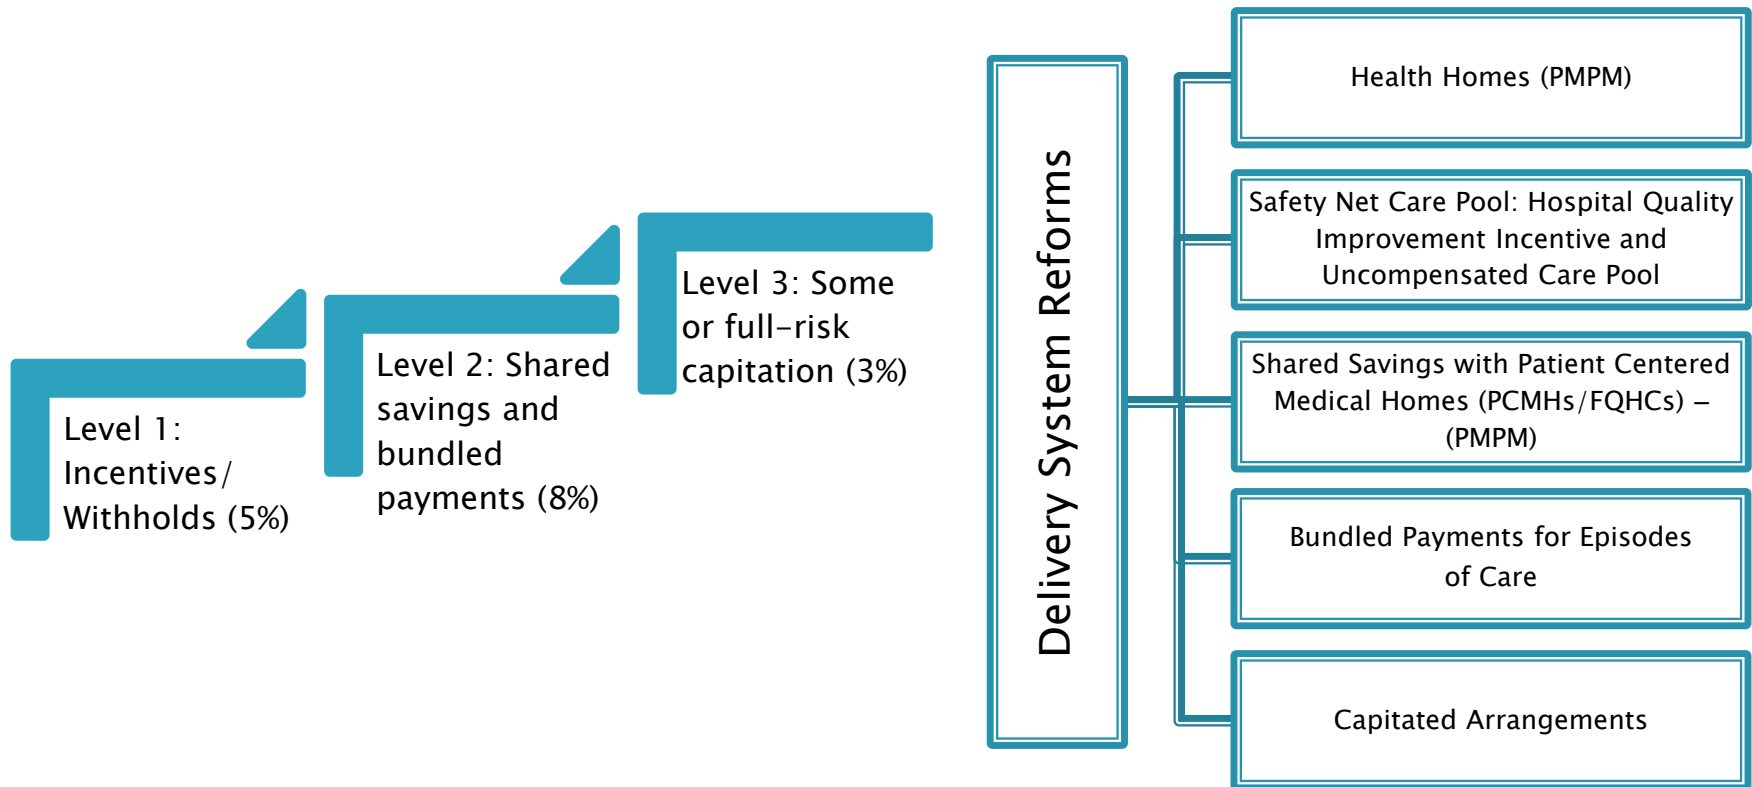 Level 1:
Incentives/
Withholds (5%)
Level 2: Shared
savings and
bundled
payments (8%)
Level 3: Some
or full-risk
capitation (3%)
Delivery System Reforms
Health Homes (PMPM)
Safety Net Care Pool: Hospital Quality
Improvement Incentive and
Uncompensated Care Pool
Shared Savings with Patient Centered
Medical Homes (PCMHs/FQHCs) –
(PMPM)
Bundled Payments for Episodes
of Care
Capitated Arrangements